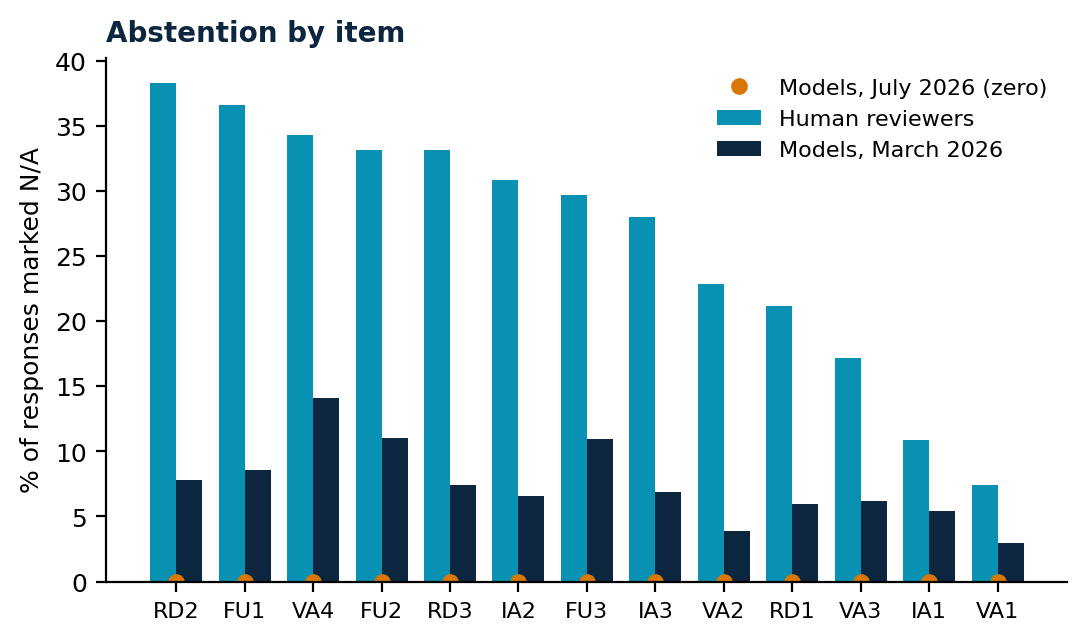 Abstention by item
% of responses marked N/A
40
35
30
25
20
15
10
5
0
Models, July 2026 (zero)
Human reviewers
Models, March 2026
RD2 FU1 VA4 FU2 RD3 IA2 FU3 IA3 VA2 RD1 VA3 IA1 VA1